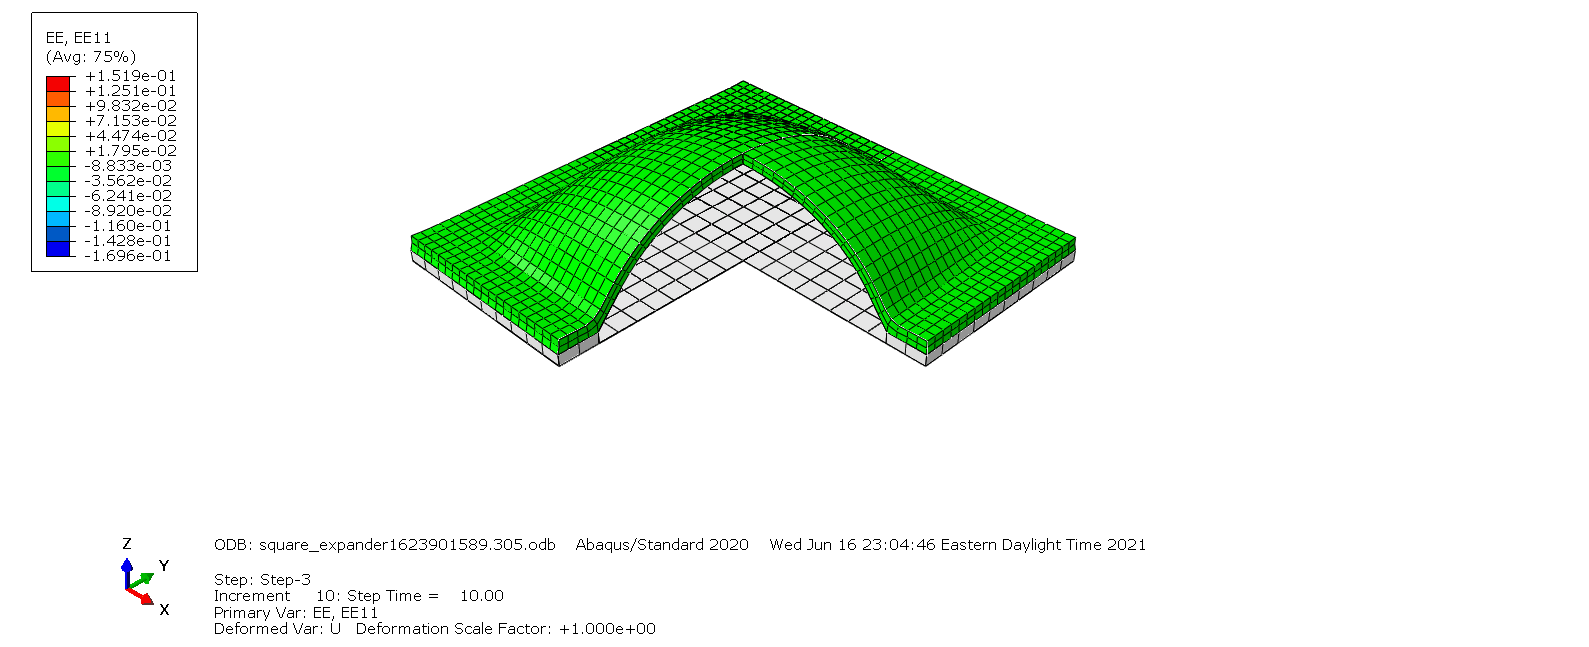 EE, EE11
(Avg: 75%)
+1.519e-01
+1.251e-01
+9.832e-02
+7.153e-02
+4.474e-02
+1.795e-02
-8.833e-03
-3.562e-02
-6.241e-02
-8.920e-02
-1.160e-01
-1.428e-01
-1.696e-01
Z
Y
X
ODB: square_expander1623901589.305.odb    Abaqus/Standard 2020    Wed Jun 16 23:04:46 Eastern Daylight Time 2021
Step: Step-3
Increment    10: Step Time =    10.00
Primary Var: EE, EE11
Deformed Var: U   Deformation Scale Factor: +1.000e+00